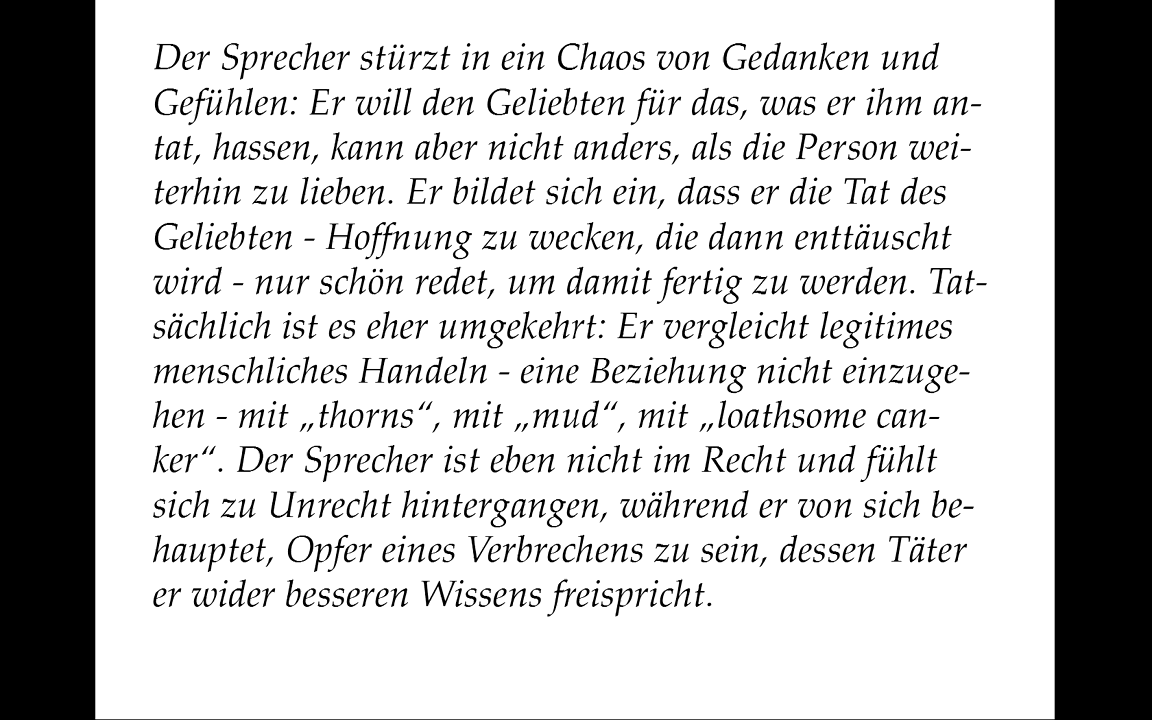 Der Sprecher stürzt in ein Chaos von Gedanken und
Gefühlen: Er will den Geliebten für das, was er ihm an-
tat, hassen, kann aber nicht anders, als die Person wei-
terhin zu lieben. Er bildet sich ein, dass er die Tat des
Geliebten - Hoffnung zu wecken, die dann enttäuscht
wird - nur schön redet, um damit fertig zu werden. Tat-
sächlich ist es eher umgekehrt: Er vergleicht legitimes
menschliches Handeln - eine Beziehung nicht einzuge-
hen - mit „thorns“, mit „mud“, mit „loathsome can-
ker“. Der Sprecher ist eben nicht im Recht und fühlt
sich zu Unrecht hintergangen, während er von sich be-
hauptet, Opfer eines Verbrechens zu sein, dessen Täter
er wider besseren Wissens freispricht.